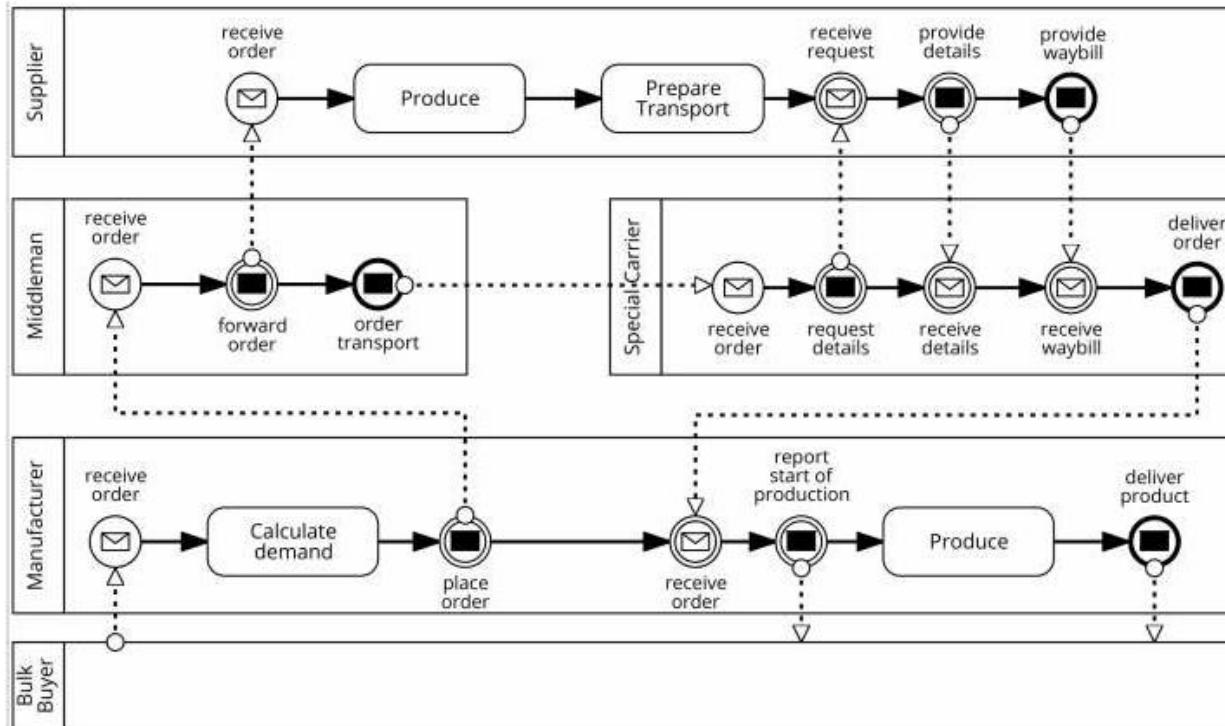 Supplier
receive
order
Produce
Prepare
Transport
receive
request
provide
details
provide
waybill
Middleman
receive
order
forward
order
order
transport
Special Carrier
receive
order
request
details
receive
details
receive
waybill
deliver
order
Manufacturer
receive
order
Calculate
demand
place
order
receive
order
report
start of
production
Produce
deliver
product
Bulk
Buyer